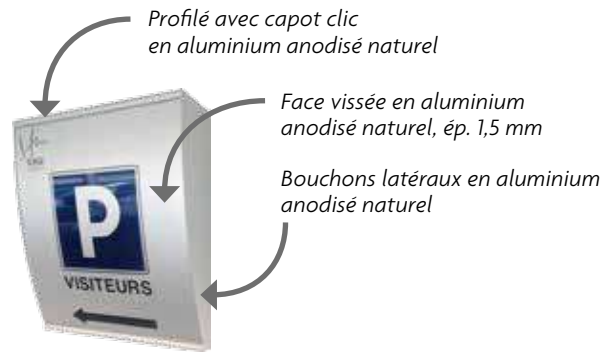 Profilé avec capot clic
en aluminium anodisé naturel
Face vissée en aluminium
anodisé naturel, ép. 1,5 mm
Bouchons latéraux en aluminium
anodisé naturel
P
VISITEURS